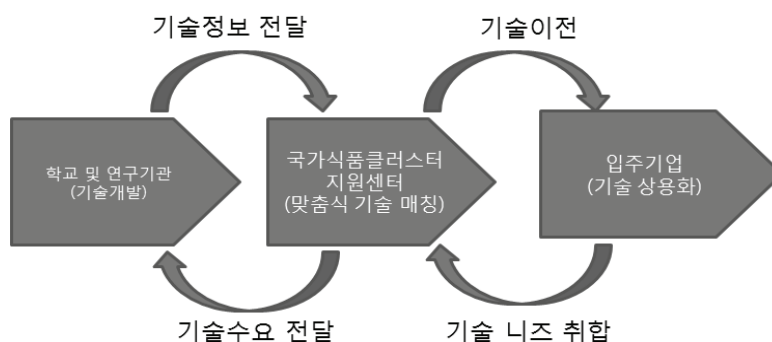 기술정보 전달
기술이전
학교 및 연구기관
(기술개발)
국가식품클러스터
지원센터
(맞춤식 기술 매칭)
입주기업
(기술 상용화)
기술수요 전달
기술 니즈 취합